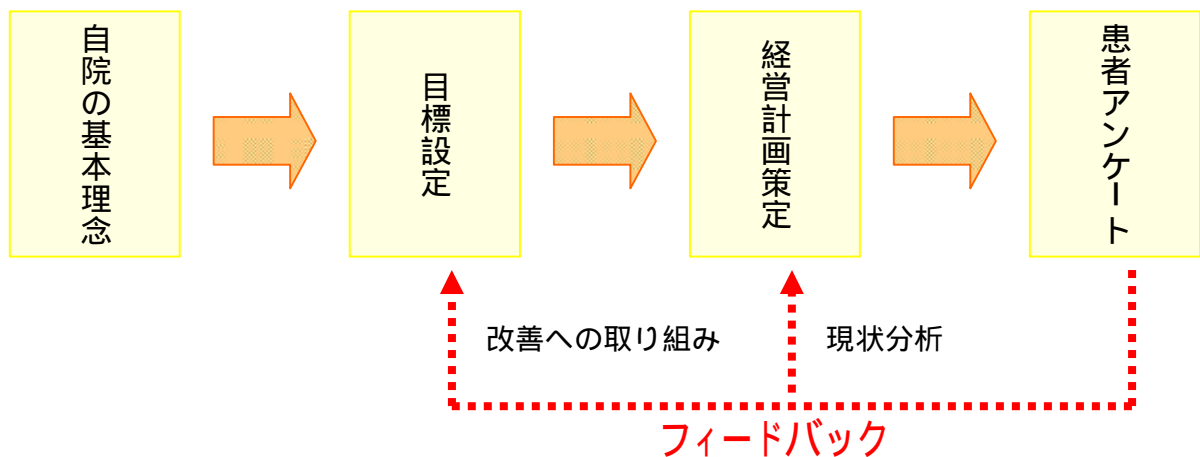 自院の基本理念
目標設定
経営計画策定
患者アンケート
改善への取り組み
現状分析
フィードバック